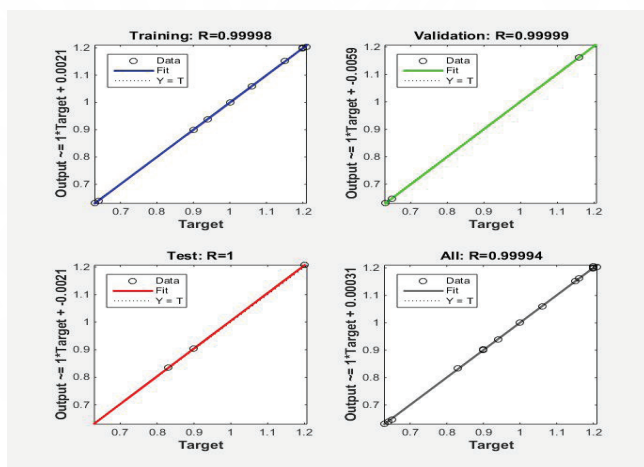 Training: R=0.99998
Output ~= 1*Target + 0.0021
1.2
1.1
1
0.9
0.8
0.7
Data
Fit
Y = T
0.7 0.8 0.9 1 1.1 1.2
Target
Validation: R=0.99999
Output ~= 1*Target + -0.0059
1.2
1.1
1
0.9
0.8
0.7
Data
Fit
Y = T
0.7 0.8 0.9 1 1.1 1.2
Target
Test: R=1
Output ~= 1*Target + -0.0021
1.2
1.1
1
0.9
0.8
0.7
Data
Fit
Y = T
0.7 0.8 0.9 1 1.1 1.2
Target
All: R=0.99994
Output ~= 1*Target + 0.00031
1.2
1.1
1
0.9
0.8
0.7
Data
Fit
Y = T
0.7 0.8 0.9 1 1.1 1.2
Target